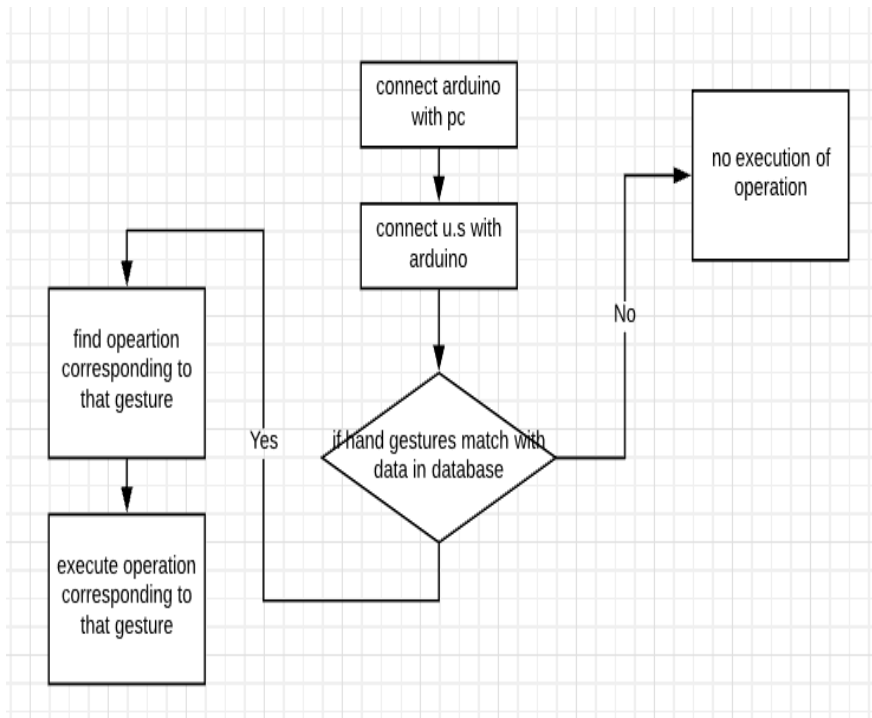 connect arduino
with pc
connect u.s with
arduino
if hand gestures match with
data in database
Yes
find opeartion
corresponding to
that gesture
execute operation
corresponding to
that gesture
No
no execution of
operation